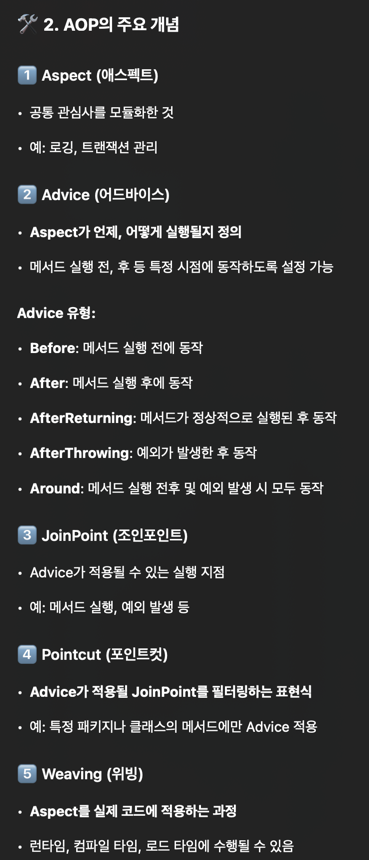 🛠 2. AOP의 주요 개념
1️⃣ Aspect (애스펙트)
• 공통 관심사를 모듈화한 것
• 예: 로깅, 트랜잭션 관리
2️⃣ Advice (어드바이스)
• Aspect가 언제, 어떻게 실행될지 정의
• 메서드 실행 전, 후 등 특정 시점에 동작하도록 설정 가능
Advice 유형:
• Before: 메서드 실행 전에 동작
• After: 메서드 실행 후에 동작
• AfterReturning: 메서드가 정상적으로 실행된 후 동작
• AfterThrowing: 예외가 발생한 후 동작
• Around: 메서드 실행 전후 및 예외 발생 시 모두 동작
3️⃣ JoinPoint (조인포인트)
• Advice가 적용될 수 있는 실행 지점
• 예: 메서드 실행, 예외 발생 등
4️⃣ Pointcut (포인트컷)
• Advice가 적용될 JoinPoint를 필터링하는 표현식
• 예: 특정 패키지나 클래스의 메서드에만 Advice 적용
5️⃣ Weaving (위빙)
• Aspect를 실제 코드에 적용하는 과정
• 런타임, 컴파일 타임, 로드 타임에 수행될 수 있음